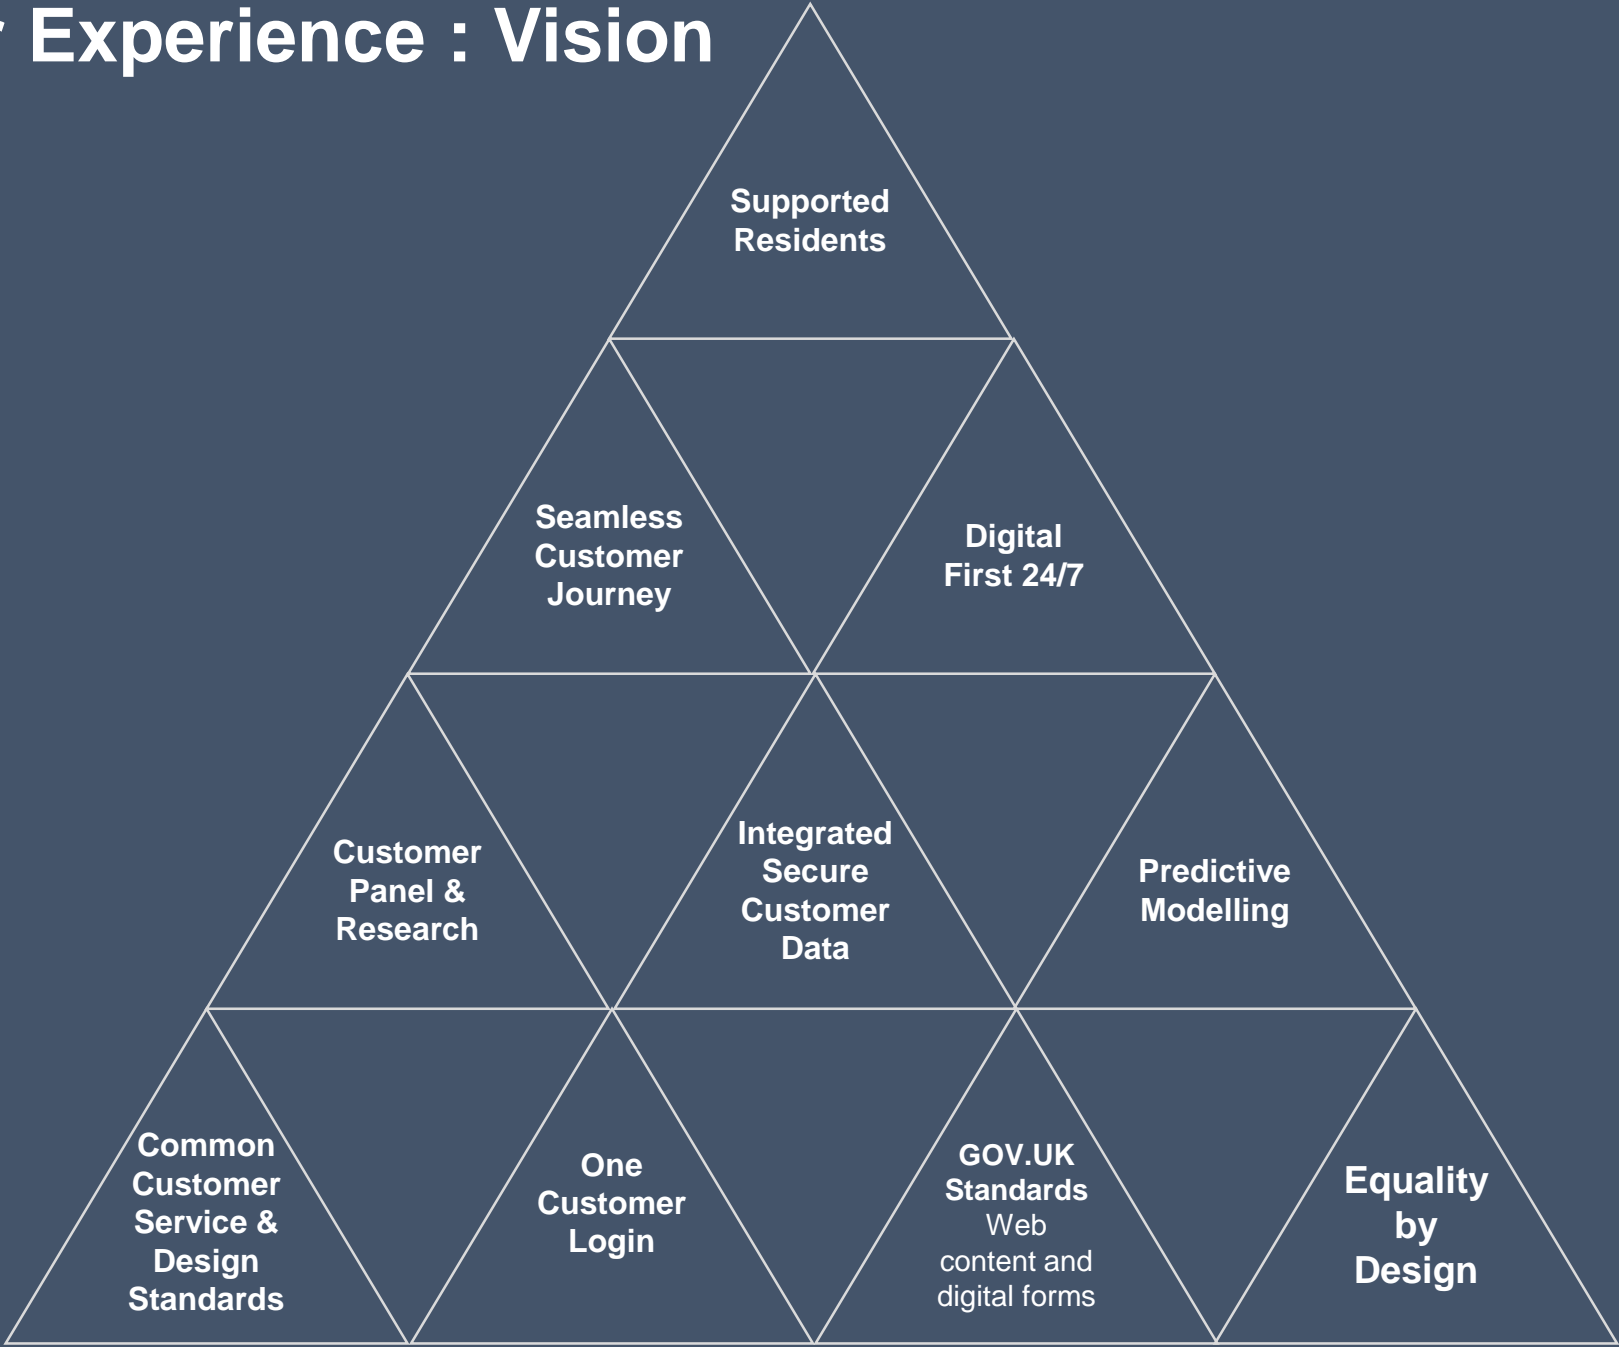 Experience : Vision
Supported
Residents
Seamless
Customer
Journey
Digital
First 24/7
Customer
Panel &
Research
Integrated
Secure
Customer
Data
Predictive
Modelling
Common
Customer
Service &
Design
Standards
One
Customer
Login
GOV.UK
Standards
Web
content and
digital forms
Equality
by
Design